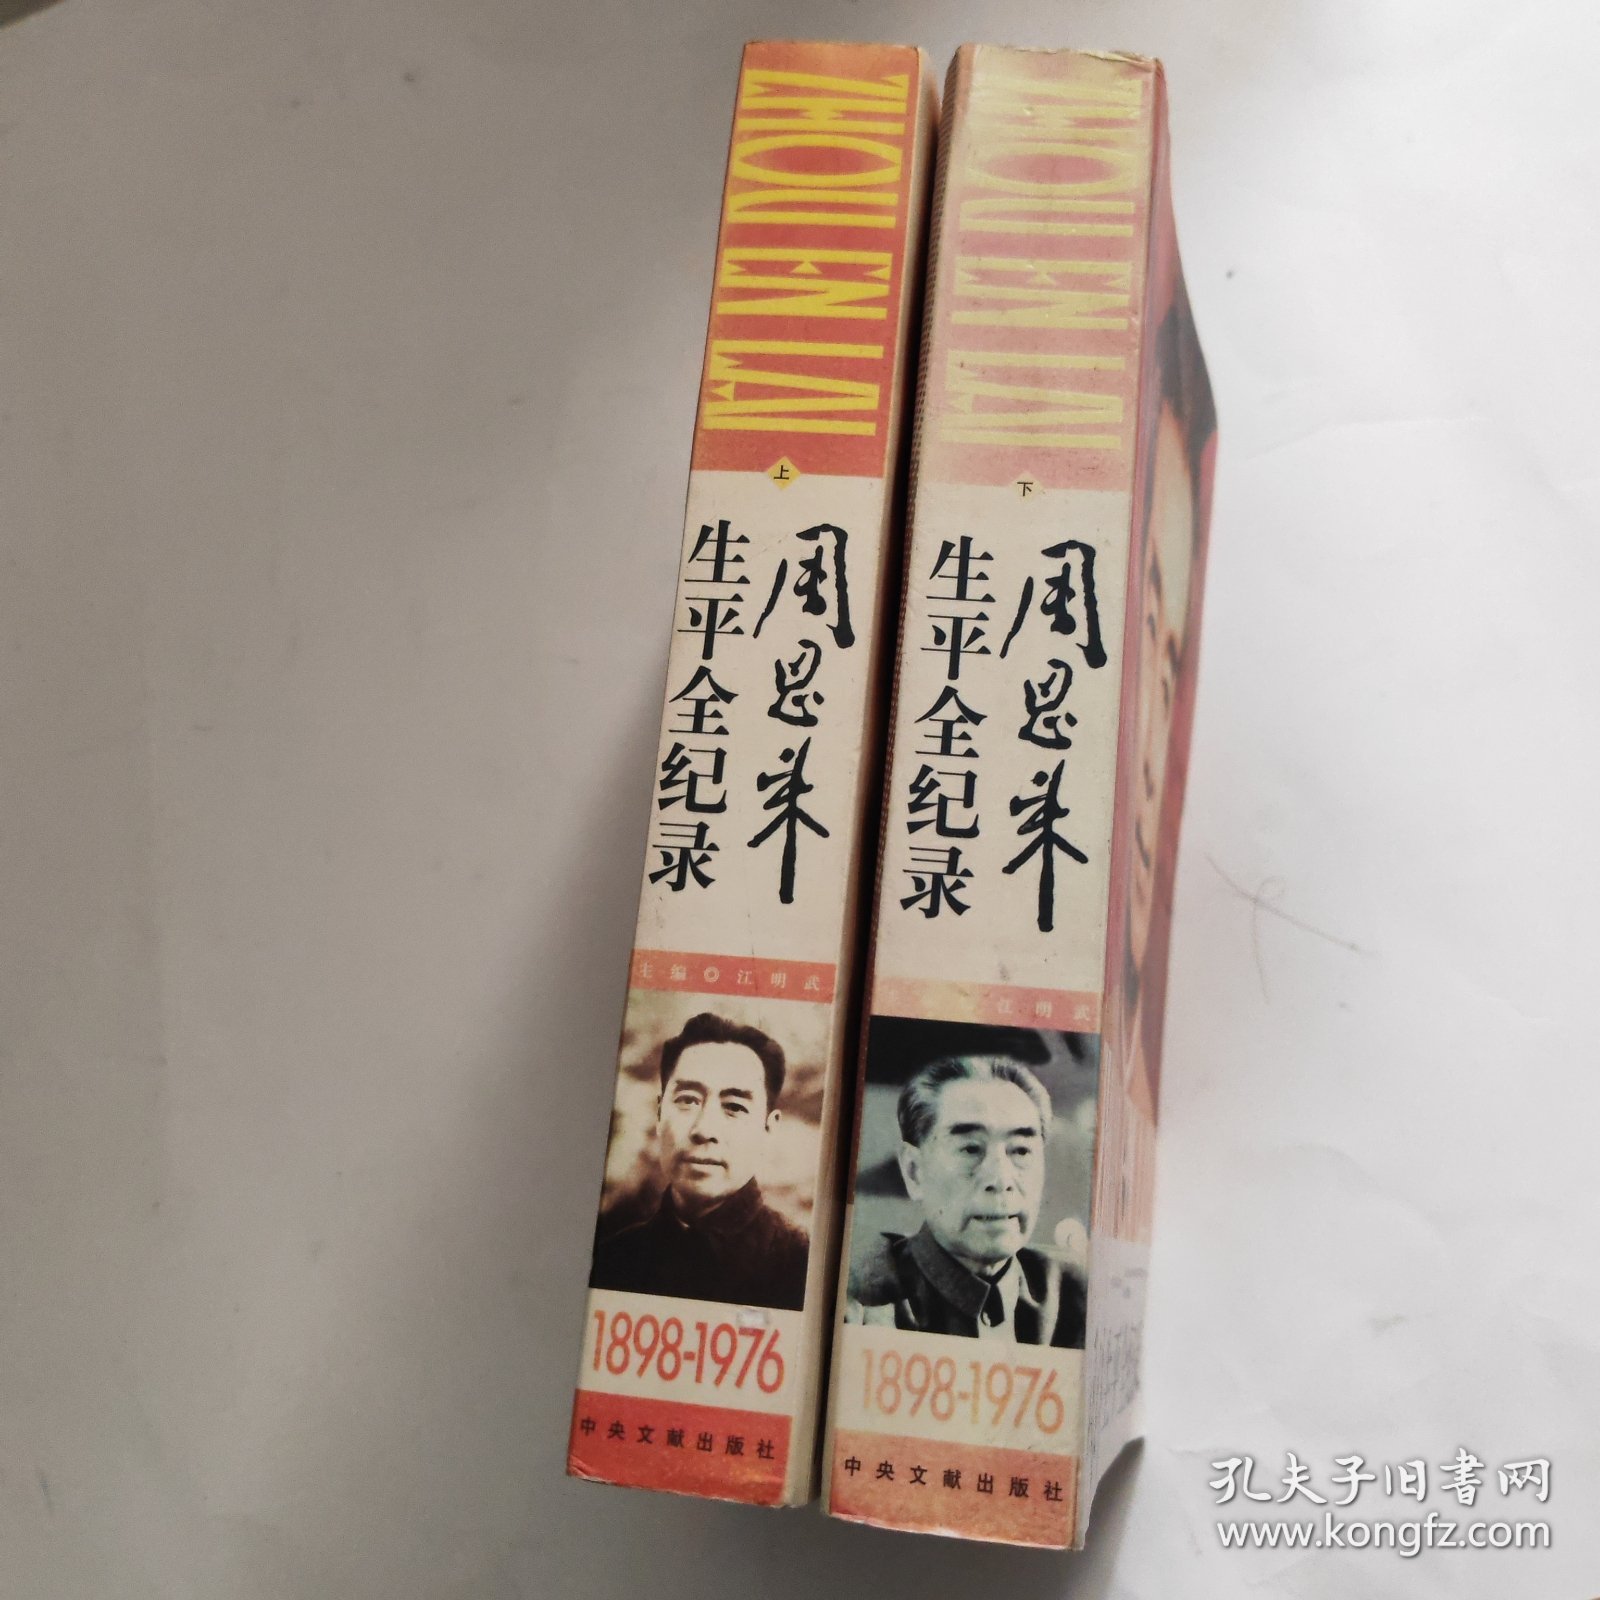 ZHOU EN LAI
上
周恩来
生平全纪录
主编◎江明武
1898-1976
中央文献出版社
ZHOU EN LAI
下
周恩来
生平全纪录
江明武
1898-1976
中央文献出版社
孔夫子旧书网
www.kongfz.com